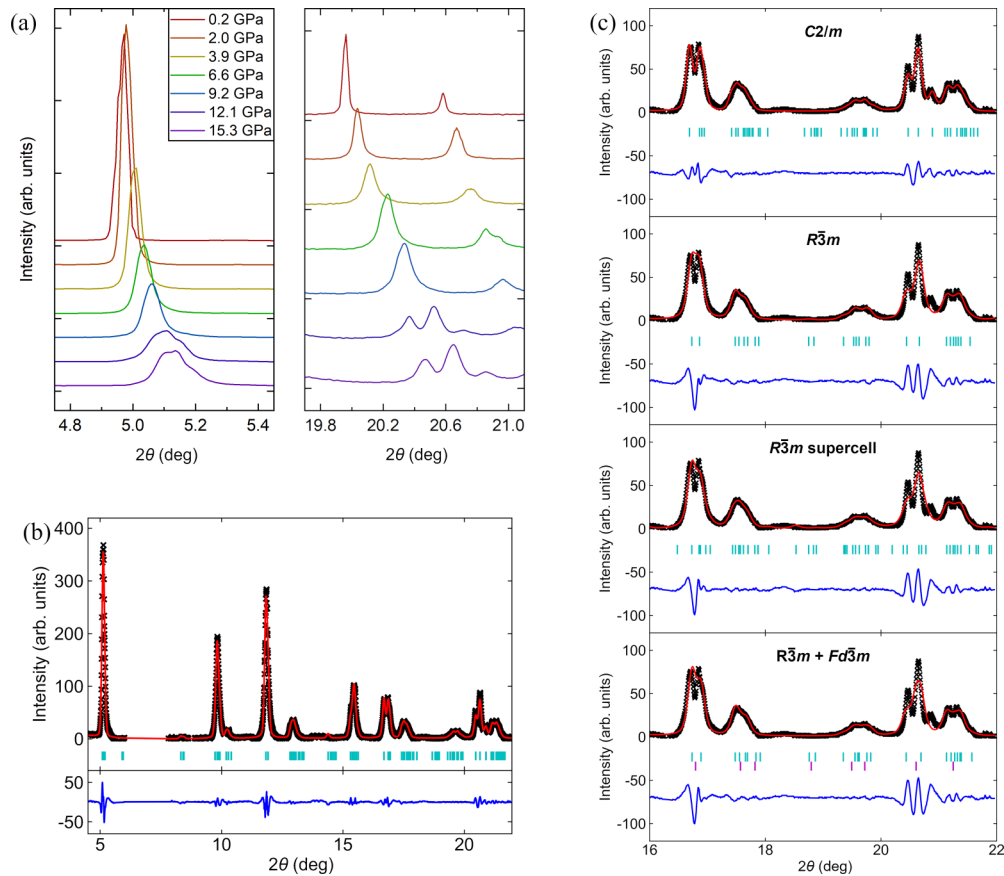 (a)
Intensity (arb. units)
0.2 GPa
2.0 GPa
3.9 GPa
6.6 GPa
9.2 GPa
12.1 GPa
15.3 GPa
4.8 5.0 5.2 5.4
2θ (deg)
19.8 20.2 20.6 21.0
2θ (deg)
(b)
Intensity (arb. units)
400
300
200
100
0
50
-50
5 10 15 20
2θ (deg)
(c)
C2/m
Intensity (arb. units)
100
50
0
-50
-100
R3̅m
Intensity (arb. units)
100
50
0
-50
-100
R3̅m supercell
Intensity (arb. units)
100
50
0
-50
-100
R3̅m + Fd3̅m
Intensity (arb. units)
100
50
0
-50
-100
16 18 20 22
2θ (deg)